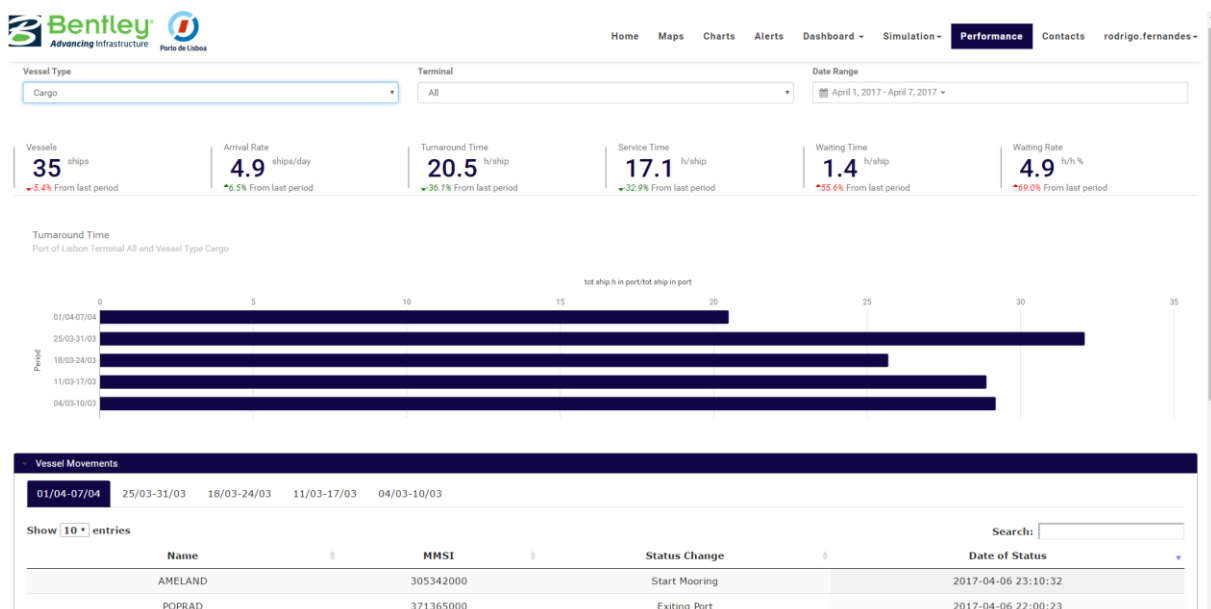 Bentley
Advancing Infrastructure
Porto de Lisboa
Home Maps Charts Alerts Dashboard Simulation Performance Contacts rodrigo.fernandes
Vessel Type Terminal Date Range
Cargo All April 1, 2017 - April 7, 2017
Vessels Arrival Rate Turnaround Time Service Time Waiting Time Waiting Rate
35 ships 4.9 ships/day 20.5 h/ship 17.1 h/ship 1.4 h/ship 4.9 h/h %
-5.4% From last period 6.5% From last period -36.1% From last period -32.9% From last period 55.6% From last period 69.0% From last period
Turnaround Time
Port of Lisbon Terminal All and Vessel Type Cargo
tot ship h in port/tot ship in port
0 5 10 15 20 25 30 35
Period
01/04-07/04
25/03-31/03
18/03-24/03
11/03-17/03
04/03-10/03
- Vessel Movements
01/04-07/04 25/03-31/03 18/03-24/03 11/03-17/03 04/03-10/03
Show 10 entries Search:
Name MMSI Status Change Date of Status
AMELAND 305342000 Start Mooring 2017-04-06 23:10:32
POPRAD 371365000 Exiting Port 2017-04-06 22:00:23